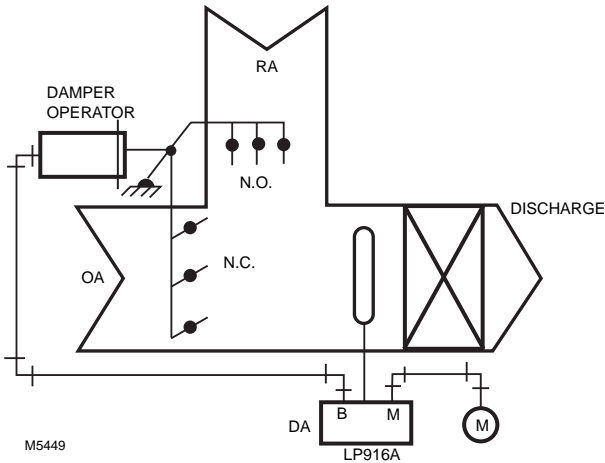 RA
DAMPER
OPERATOR
N.O.
DISCHARGE
OA
N.C.
B
M
DA
M
LP916A
M5449